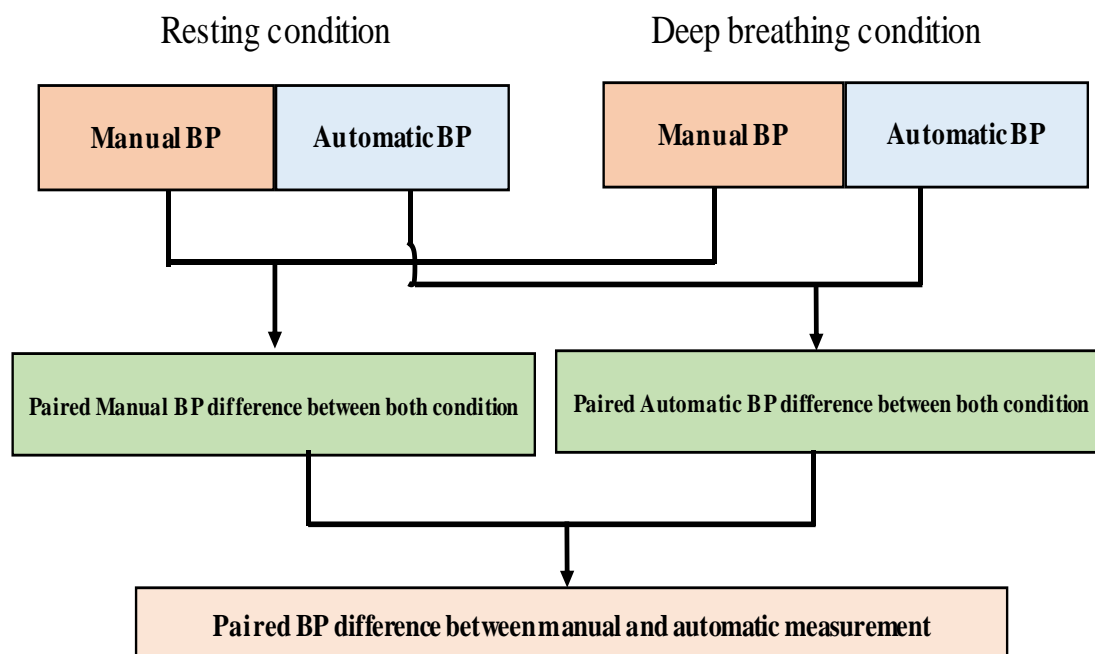 Resting condition
Deep breathing condition
Manual BP
Automatic BP
Manual BP
Automatic BP
Paired Manual BP difference between both condition
Paired Automatic BP difference between both condition
Paired BP difference between manual and automatic measurement